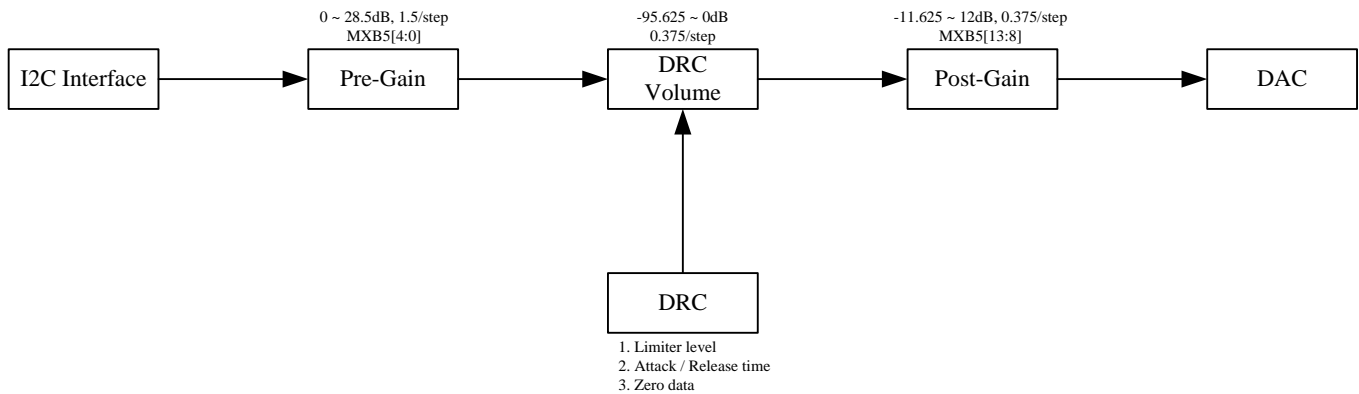 0 ~ 28.5dB, 1.5/step
MXB5[4:0]
-95.625 ~ 0dB
0.375/step
-11.625 ~ 12dB, 0.375/step
MXB5[13:8]
I2C Interface
Pre-Gain
DRC
Volume
Post-Gain
DAC
DRC
1. Limiter level
2. Attack / Release time
3. Zero data